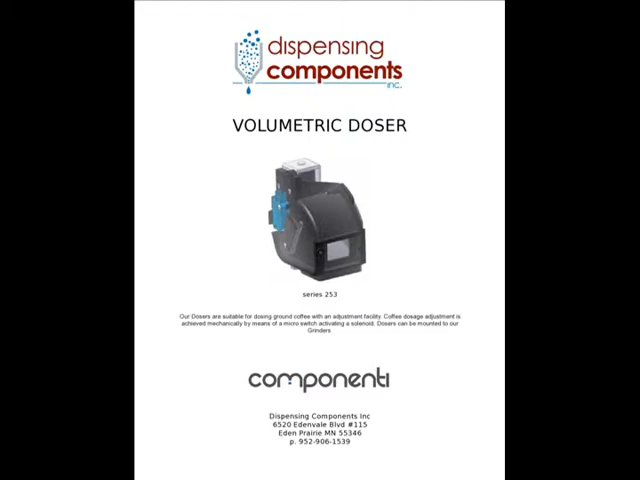 dispensing
components
inc.
VOLUMETRIC DOSER
series 253
Our Dosers are suitable for dosing ground coffee with an adjustment facility. Coffee dosage adjustment is
achieved mechanically by means of a micro switch activating a solenoid. Dosers can be mounted to our
Grinders
componenti
Dispensing Components Inc
6520 Edenvale Blvd #115
Eden Prairie MN 55346
p. 952-906-1539